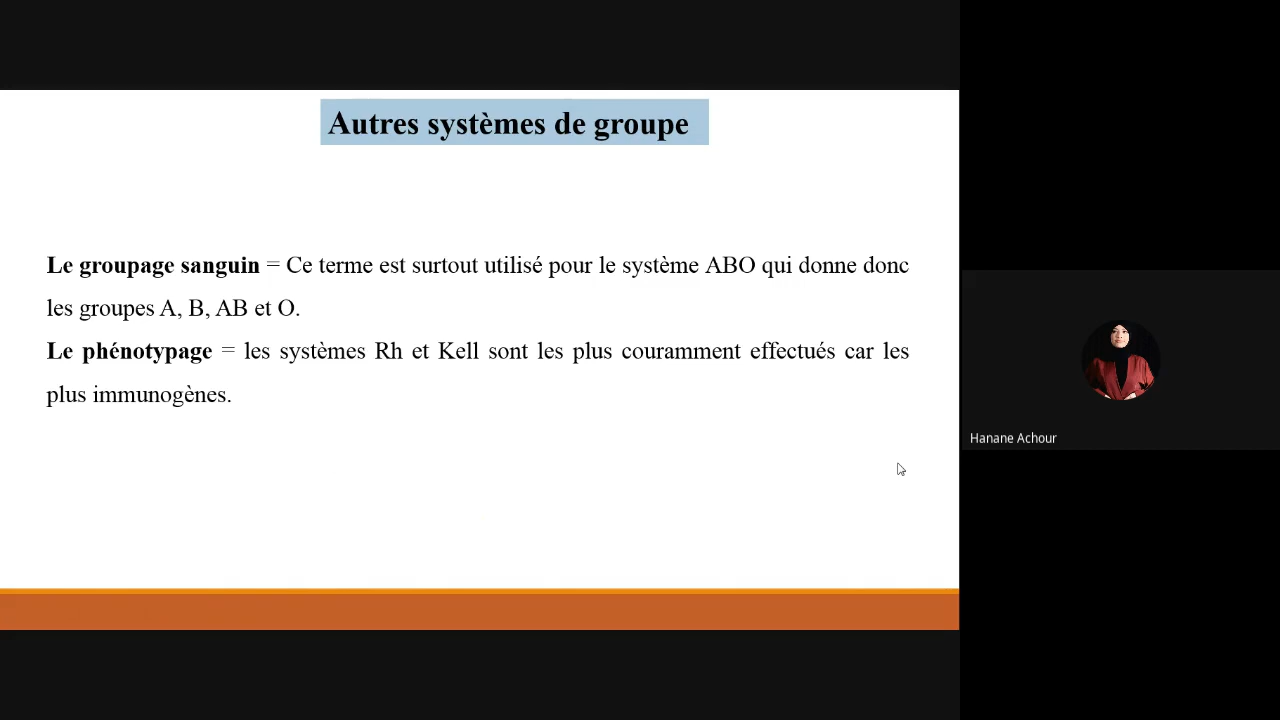 Autres systèmes de groupe
Le groupage sanguin = Ce terme est surtout utilisé pour le système ABO qui donne donc
les groupes A, B, AB et O.
Le phénotypage = les systèmes Rh et Kell sont les plus couramment effectués car les
plus immunogènes.
Hanane Achour